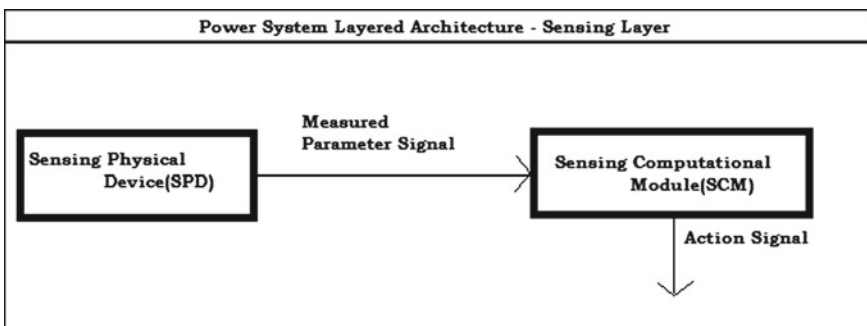 Power System Layered Architecture - Sensing Layer
Measured
Parameter Signal
Sensing Physical
Device(SPD)
Sensing Computational
Module(SCM)
Action Signal